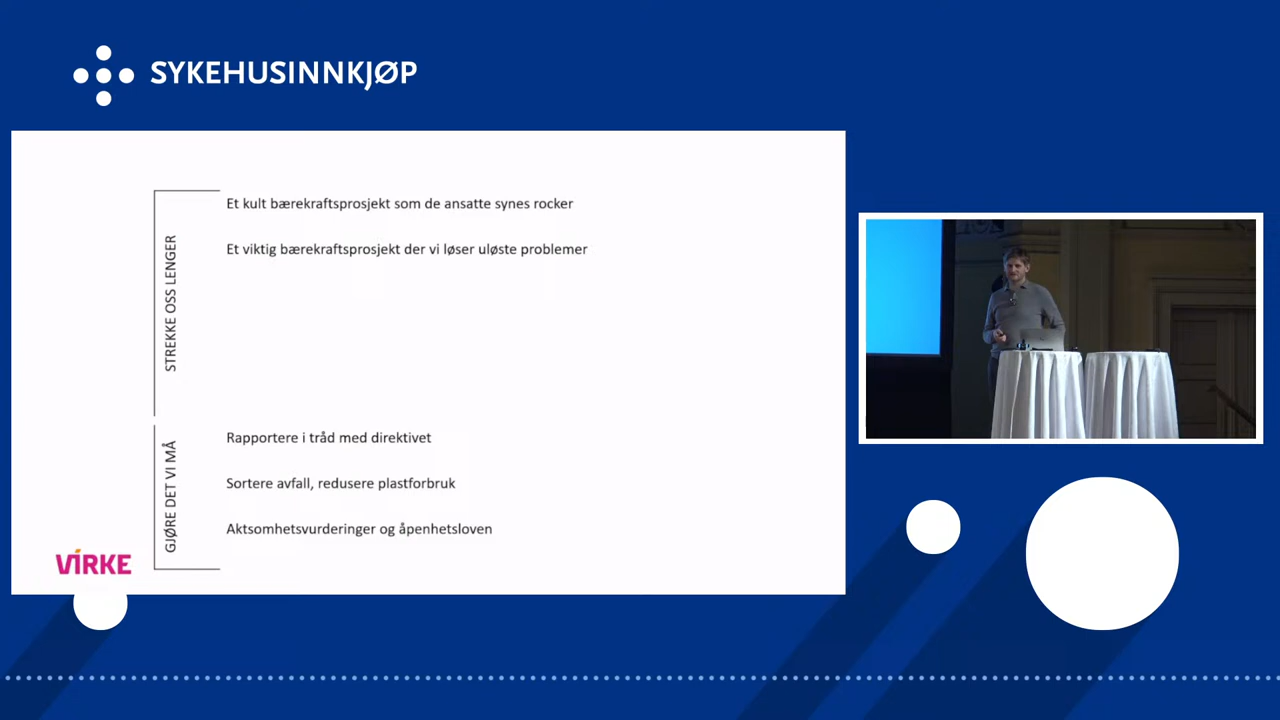 SYKEHUSINNKJØP
STREKKE OSS LENGER
Et kult bærekraftsprosjekt som de ansatte synes rocker
Et viktig bærekraftsprosjekt der vi løser uløste problemer
GJØRE DET VI MÅ
Rapportere i tråd med direktivet
Sortere avfall, redusere plastforbruk
Aktsomhetsvurderinger og åpenhetsloven
VIRKE